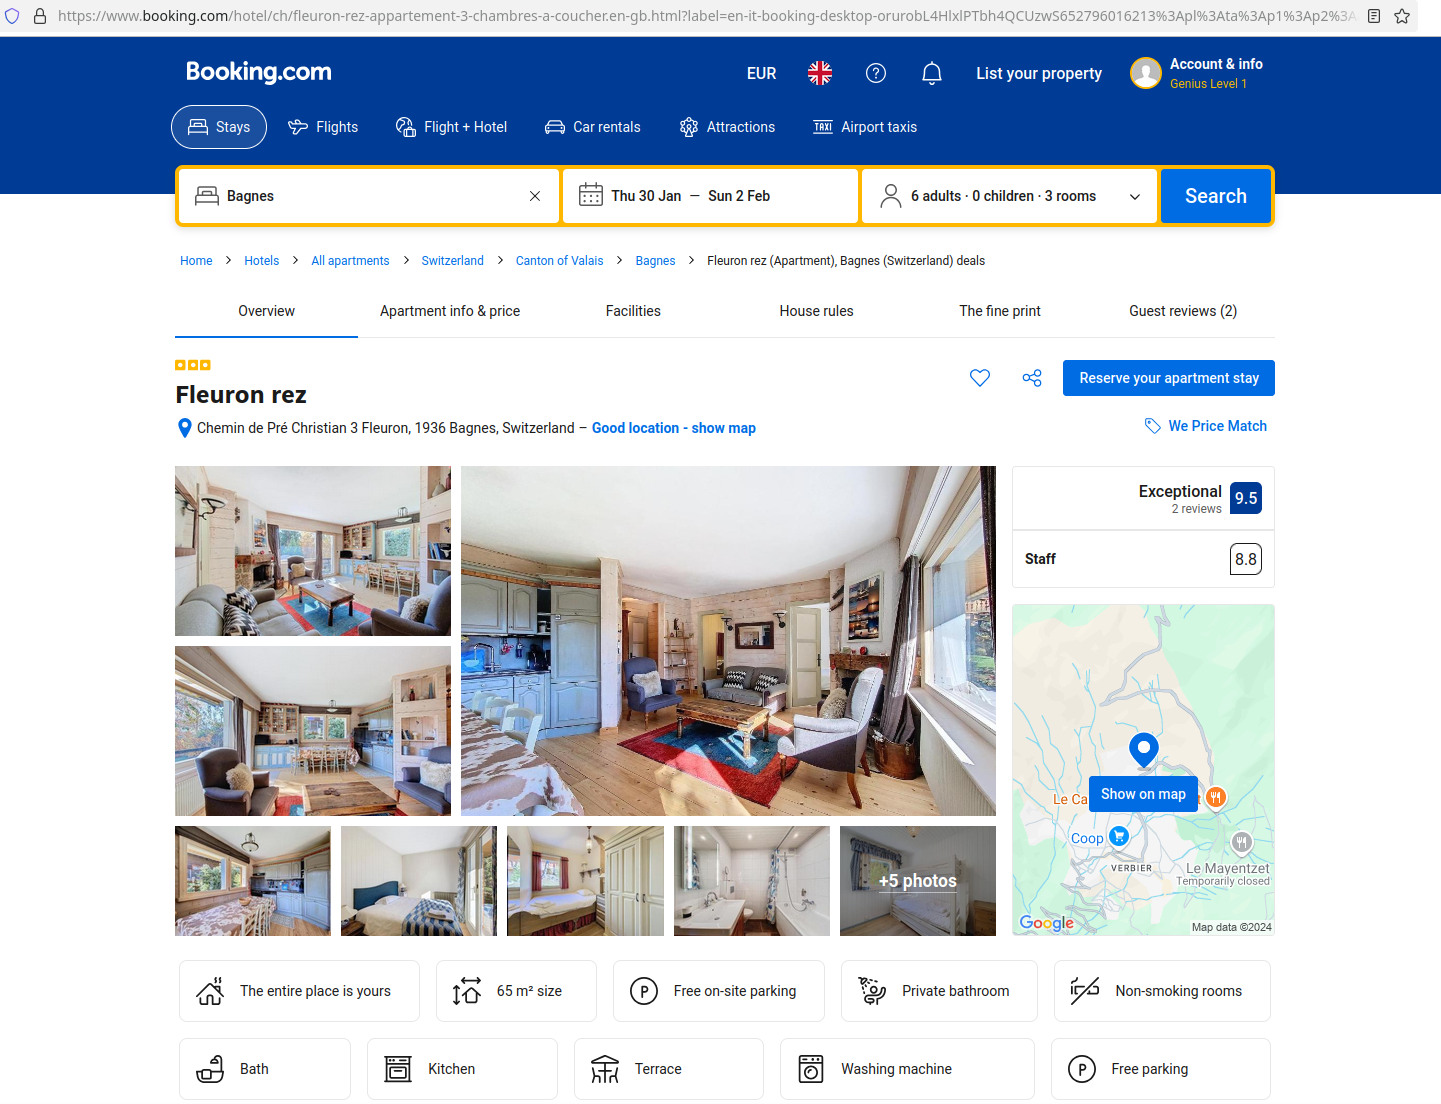 https://www.booking.com/hotel/ch/fleuron-rez-appartement-3-chambres-a-coucher.en-gb.html?label=en-it-booking-desktop-orurobL4HlxlPTbh4QCUzwS652796016213%3Apl%3Ata%3Ap1%3Ap2%3A
Booking.com
EUR
List your property
Account & info
Genius Level 1
Stays
Flights
Flight + Hotel
Car rentals
Attractions
TAXI Airport taxis
Bagnes
Thu 30 Jan — Sun 2 Feb
6 adults · 0 children · 3 rooms
Search
Home > Hotels > All apartments > Switzerland > Canton of Valais > Bagnes > Fleuron rez (Apartment), Bagnes (Switzerland) deals
Overview
Apartment info & price
Facilities
House rules
The fine print
Guest reviews (2)
Reserve your apartment stay
Fleuron rez
Chemin de Pré Christian 3 Fleuron, 1936 Bagnes, Switzerland – Good location - show map
We Price Match
Exceptional 9.5
2 reviews
Staff 8.8
Show on map
Le Ca
t
Coop
VERBIER
Le Mayentzet
Temporarily closed
Google
Map data ©2024
+5 photos
The entire place is yours
65 m² size
P Free on-site parking
Private bathroom
Non-smoking rooms
Bath
Kitchen
Terrace
Washing machine
P Free parking